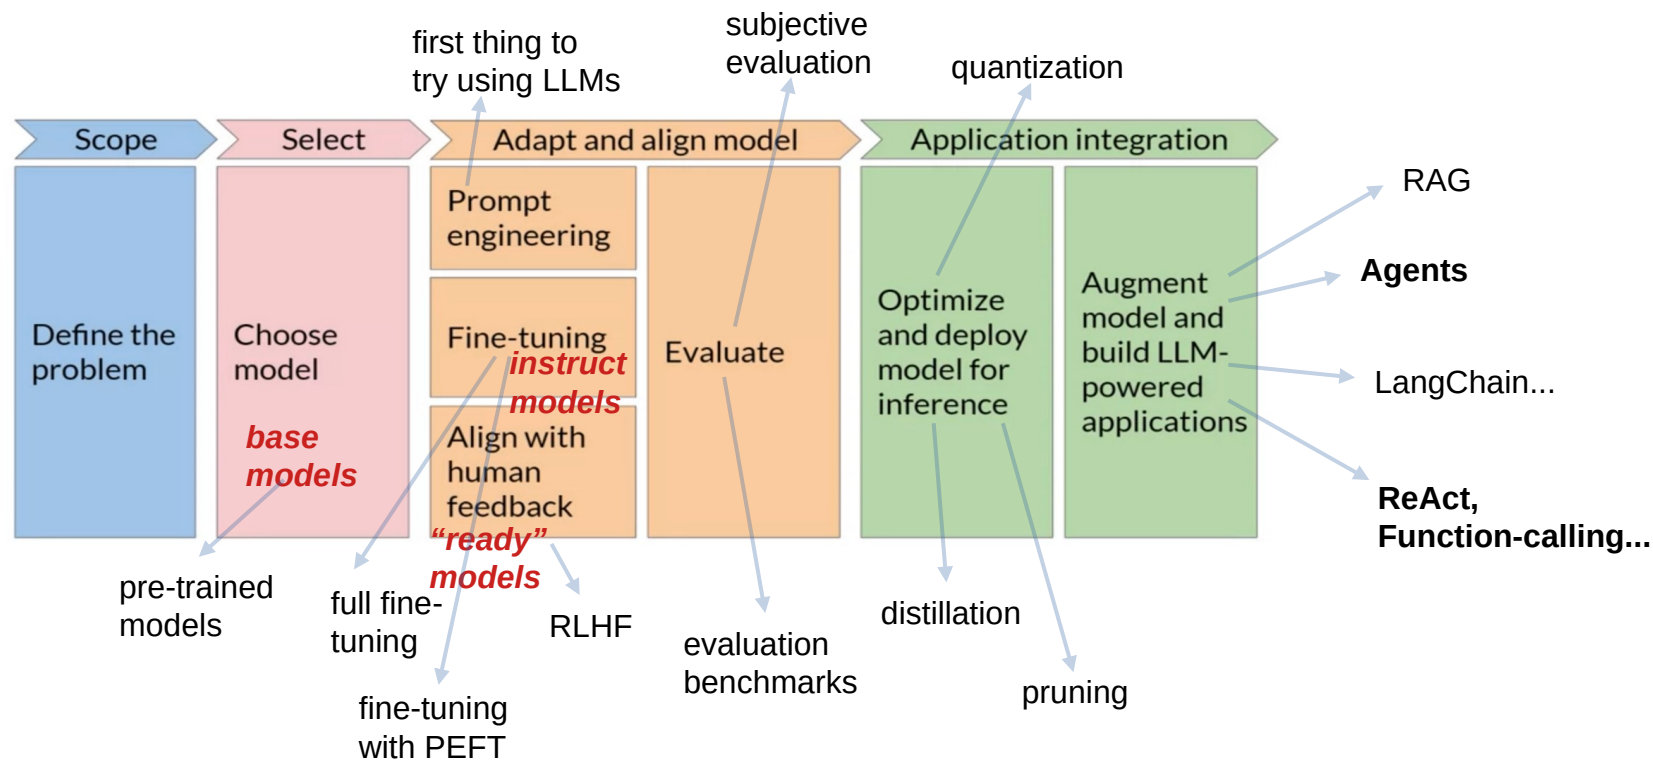 first thing to
try using LLMs
subjective
evaluation
quantization
Scope
Select
Adapt and align model
Application integration
Define the
problem
Choose
model
base
models
Prompt
engineering
Fine-tuning
instruct
models
Align with
human
feedback
“ready”
models
Evaluate
Optimize
and deploy
model for
inference
Augment
model and
build LLM-
powered
applications
RAG
Agents
LangChain...
ReAct,
Function-calling...
pre-trained
models
full fine-
tuning
fine-tuning
with PEFT
RLHF
evaluation
benchmarks
distillation
pruning